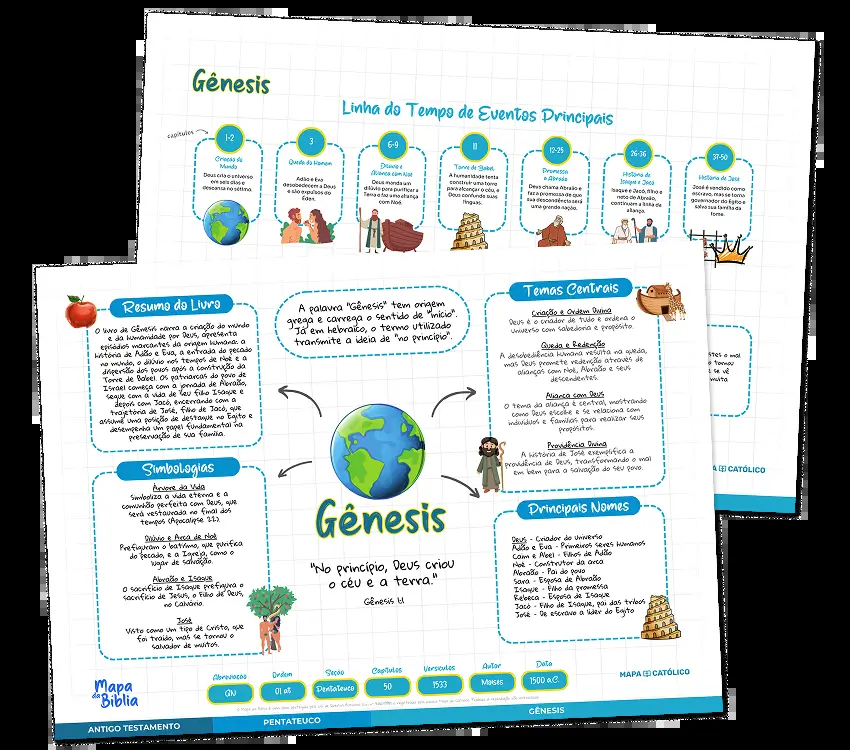 Gênesis
Linha do Tempo de Eventos Principais
capítulos
1-2
Criação do
Mundo
Deus cria o universo
em seis dias e
descansa no sétimo.
3
Queda do Homem
Adão e Eva
desobedecem a Deus
e são expulsos do
Éden.
6-9
Dilúvio e
Aliança com Noé
Deus manda um
dilúvio para purificar a
Terra e faz uma aliança
com Noé.
11
Torre de Babel
A humanidade tenta
construir uma torre
para alcançar o céu, e
Deus confunde suas
línguas.
12-25
Promessa
a Abraão
Deus chama Abraão e
faz a promessa de que
sua descendência será
uma grande nação.
26-36
História de
Isaque e Jacó
Isaque e Jacó, filho e
neto de Abraão,
continuam a linha da
aliança.
37-50
História de José
José é vendido como
escravo, mas se torna
governador do Egito e
salva sua família da
fome.
CATÓLICO
Resumo do Livro
O livro de Gênesis narra a criação do mundo
e da humanidade por Deus, apresenta
episódios marcantes da origem humana: a
história de Adão e Eva, a entrada do pecado
no mundo, o dilúvio nos tempos de Noé e a
dispersão dos povos após a construção da
Torre de Babel. Os patriarcas do povo de
Israel começa com a jornada de Abraão,
segue com a vida de seu filho Isaque e
depois com Jacó, encerrando com a
trajetória de José, filho de Jacó, que
assume uma posição de destaque no Egito e
desempenha um papel fundamental na
preservação de sua família.
A palavra "Gênesis" tem origem
grega e carrega o sentido de "início".
Já em hebraico, o termo utilizado
transmite a ideia de "no princípio".
Temas Centrais
Criação e Ordem Divina
Deus é o criador de tudo e ordena o
universo com sabedoria e propósito.
Queda e Redenção
A desobediência humana resulta na queda,
mas Deus promete redenção através de
alianças com Noé, Abraão e seus
descendentes.
Aliança com Deus
O tema da aliança é central, mostrando
como Deus escolhe e se relaciona com
indivíduos e famílias para realizar seus
propósitos.
Providência Divina
A história de José exemplifica a
providência de Deus, transformando o mal
em bem para a salvação do seu povo.
Simbologias
Árvore da Vida
Simboliza a vida eterna e a
comunhão perfeita com Deus, que
será restaurada no final dos
tempos (Apocalipse 22).
Dilúvio e Arca de Noé
Prefiguram o batismo, que purifica
do pecado, e a Igreja, como o
lugar de salvação.
Abraão e Isaque
O sacrifício de Isaque prefigura o
sacrifício de Jesus, o Filho de Deus,
no Calvário.
José
Visto como um tipo de Cristo, que
foi traído, mas se tornou o
salvador de muitos.
Gênesis
"No princípio, Deus criou
o céu e a terra."
Gênesis 1:1
Principais Nomes
Deus - Criador do universo
Adão e Eva - Primeiros seres humanos
Caim e Abel - Filhos de Adão
Noé - Construtor da arca
Abraão - Pai do povo
Sara - Esposa de Abraão
Isaque - Filho da promessa
Rebeca - Esposa de Isaque
Jacó - Filho de Isaque, pai das tribos
José - De escravo a líder do Egito
Mapa
da
Bíblia
Abreviação
GN
Ordem
01 at
Seção
Pentateuco
Capítulos
50
Versículos
1533
Autor
Moisés
Data
1500 a.C.
MAPA CATÓLICO
ANTIGO TESTAMENTO
PENTATEUCO
GÊNESIS